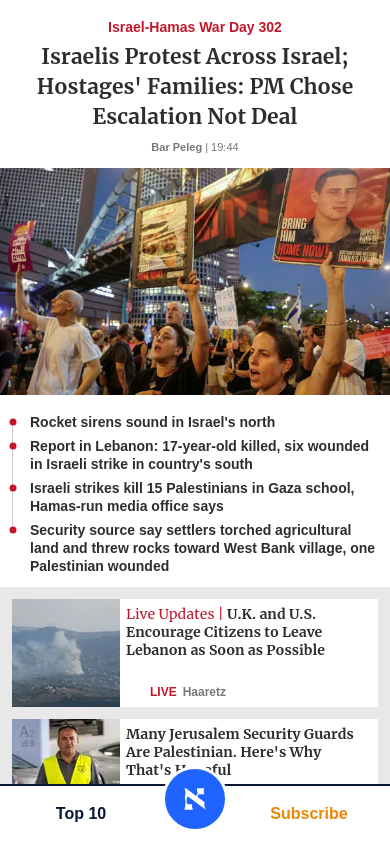 Israel-Hamas War Day 302
Israelis Protest Across Israel;
Hostages' Families: PM Chose
Escalation Not Deal
Bar Peleg | 19:44
BRING
HIM
HOME NOW!
Rocket sirens sound in Israel's north
Report in Lebanon: 17-year-old killed, six wounded
in Israeli strike in country's south
Israeli strikes kill 15 Palestinians in Gaza school,
Hamas-run media office says
Security source say settlers torched agricultural
land and threw rocks toward West Bank village, one
Palestinian wounded
Live Updates | U.K. and U.S.
Encourage Citizens to Leave
Lebanon as Soon as Possible
LIVE Haaretz
A2
Many Jerusalem Security Guards
Are Palestinian. Here's Why
That's
Top 10
Subscribe